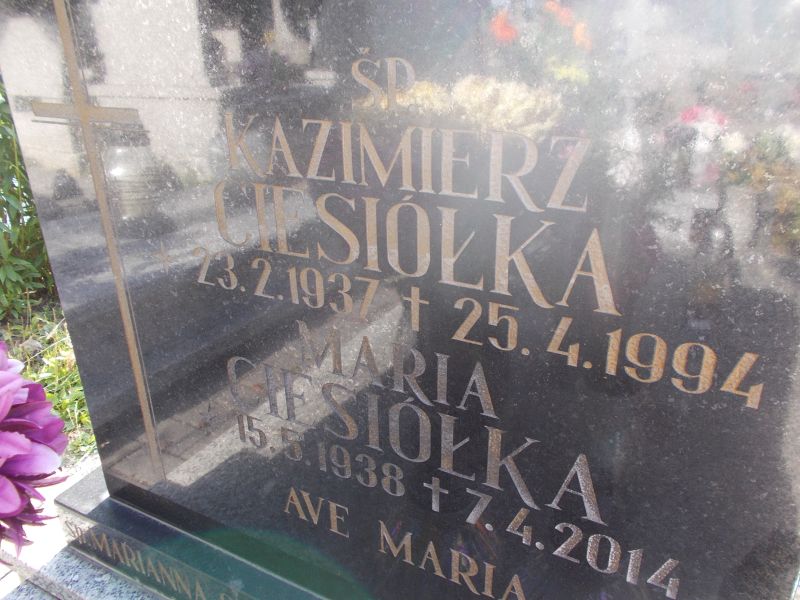 ŚP.
KAZIMIERZ
CIESIÓŁKA
* 23.2.1937 † 25.4.1994
MARIA
CIESIÓŁKA
15.5.1938 † 7.4.2014
AVE MARIA
MARIANNA